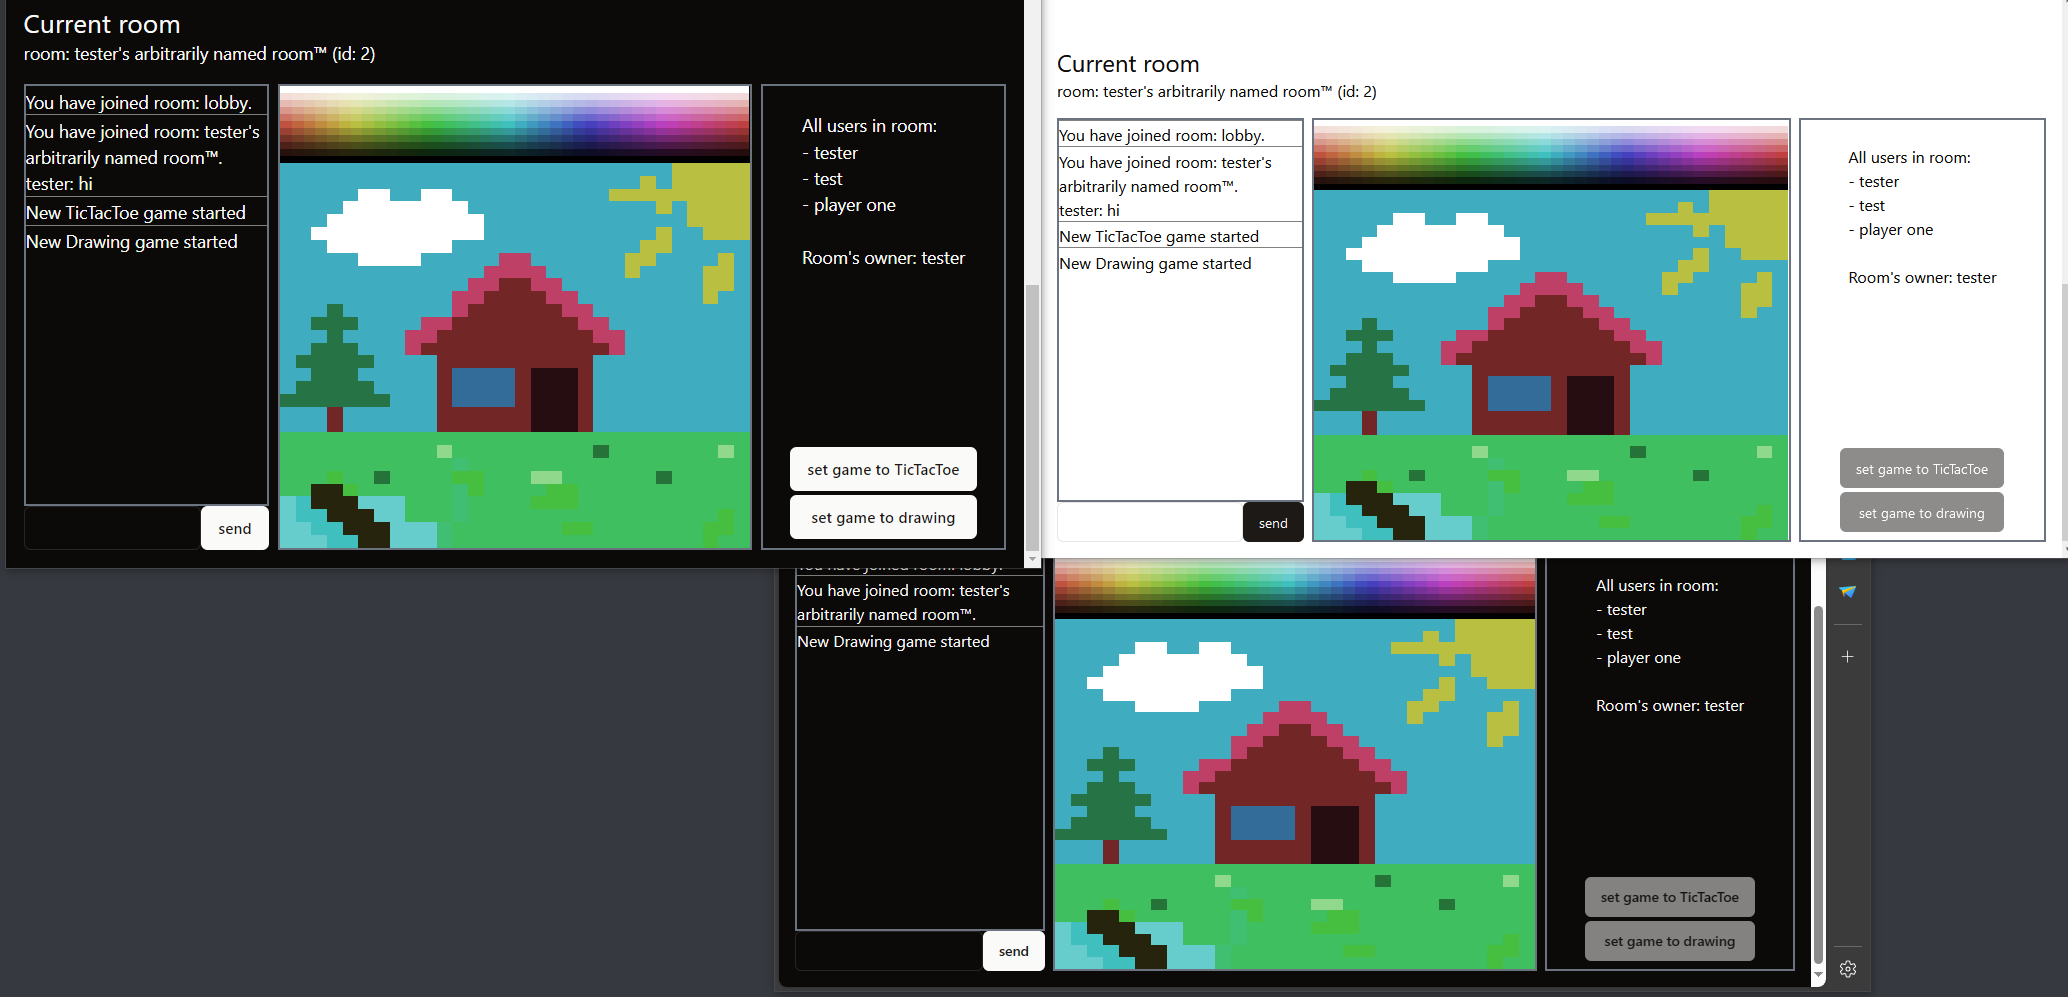 Current room
room: tester's arbitrarily named room™ (id: 2)
You have joined room: lobby.
You have joined room: tester's
arbitrarily named room™.
tester: hi
New TicTacToe game started
New Drawing game started
send
All users in room:
- tester
- test
- player one
Room's owner: tester
set game to TicTacToe
set game to drawing
Current room
room: tester's arbitrarily named room™ (id: 2)
You have joined room: lobby.
You have joined room: tester's
arbitrarily named room™.
tester: hi
New TicTacToe game started
New Drawing game started
send
All users in room:
- tester
- test
- player one
Room's owner: tester
set game to TicTacToe
set game to drawing
You have joined room: lobby.
You have joined room: tester's
arbitrarily named room™.
New Drawing game started
send
All users in room:
- tester
- test
- player one
Room's owner: tester
set game to TicTacToe
set game to drawing